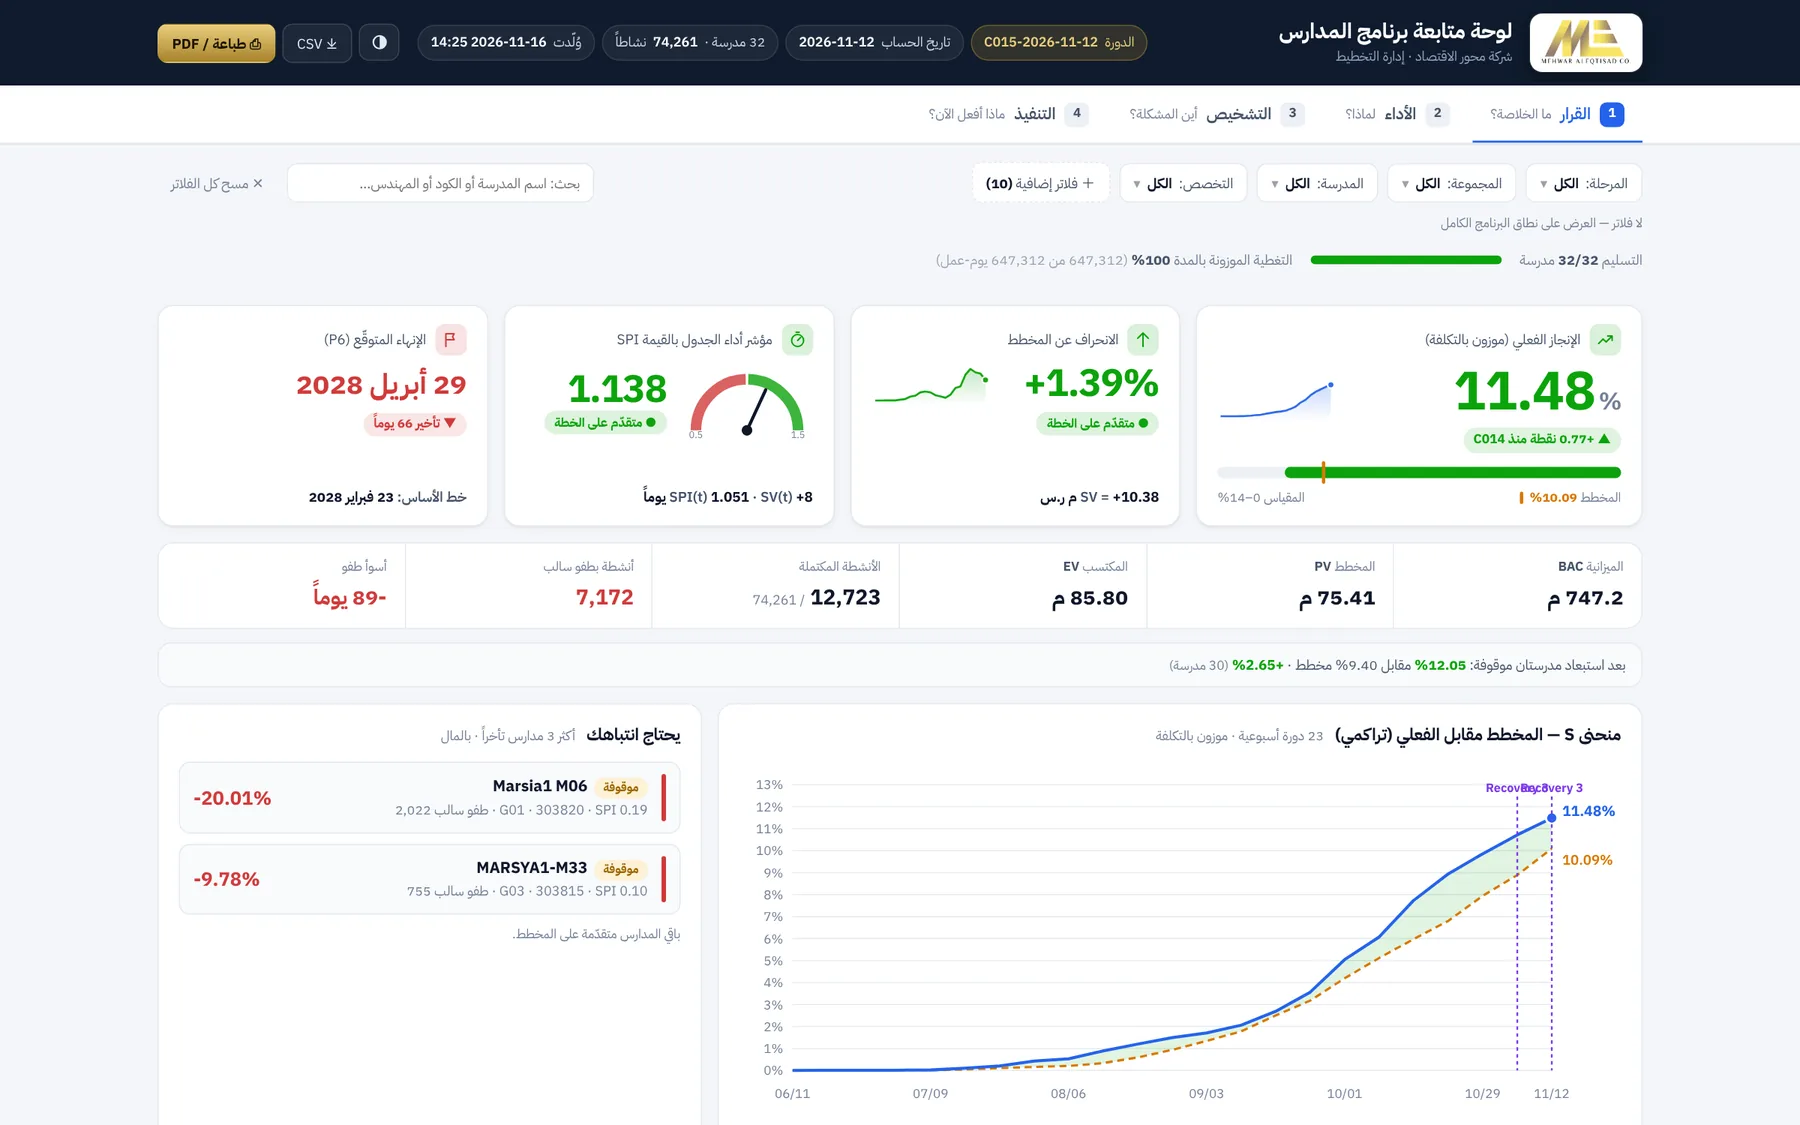 MEHWAR ALEQTISAD CO
لوحة متابعة برنامج المدارس
شركة محور الاقتصاد · إدارة التخطيط
الدورة C015-2026-11-12
تاريخ الحساب 2026-11-12
32 مدرسة · 74,261 نشاطاً
وُلّدت 2026-11-16 14:25
CSV
طباعة / PDF
1 القرار ما الخلاصة؟
2 الأداء لماذا؟
3 التشخيص أين المشكلة؟
4 التنفيذ ماذا أفعل الآن؟
المرحلة: الكل
المجموعة: الكل
المدرسة: الكل
التخصص: الكل
+ فلاتر إضافية (10)
بحث: اسم المدرسة أو الكود أو المهندس...
× مسح كل الفلاتر
لا فلاتر — العرض على نطاق البرنامج الكامل
التسليم 32/32 مدرسة
التغطية الموزونة بالمدة 100% (647,312 من 647,312 يوم-عمل)
الإنجاز الفعلي (موزون بالتكلفة)
11.48%
▲ +0.77 نقطة منذ C014
المخطط 10.09%
المقياس 0–14%
الانحراف عن المخطط
+1.39%
متقدّم على الخطة
SV = +10.38 م ر.س
مؤشر أداء الجدول بالقيمة SPI
1.138
متقدّم على الخطة
0.5
1.5
SPI(t) 1.051 · SV(t) +8 يوماً
الإنهاء المتوقّع (P6)
29 أبريل 2028
▼ تأخير 66 يوماً
خط الأساس: 23 فبراير 2028
الميزانية BAC
747.2 م
المخطط PV
75.41 م
المكتسب EV
85.80 م
الأنشطة المكتملة
12,723 / 74,261
أنشطة بطفو سالب
7,172
أسوأ طفو
-89 يوماً
بعد استبعاد مدرستان موقوفة: 12.05% مقابل 9.40% مخطط · +2.65% (30 مدرسة)
منحنى S — المخطط مقابل الفعلي (تراكمي) 23 دورة أسبوعية · موزون بالتكلفة
13%
12%
11%
10%
9%
8%
7%
6%
5%
4%
3%
2%
1%
0%
Recovery 3
11.48%
10.09%
06/11
07/09
08/06
09/03
10/01
10/29
11/12
يحتاج انتباهك أكثر 3 مدارس تأخراً · بالمال
موقوفة Marsia1 M06
G01 · 303820 · SPI 0.19 · طفو سالب 2,022
-20.01%
موقوفة MARSYA1-M33
G03 · 303815 · SPI 0.10 · طفو سالب 755
-9.78%
باقي المدارس متقدّمة على المخطط.